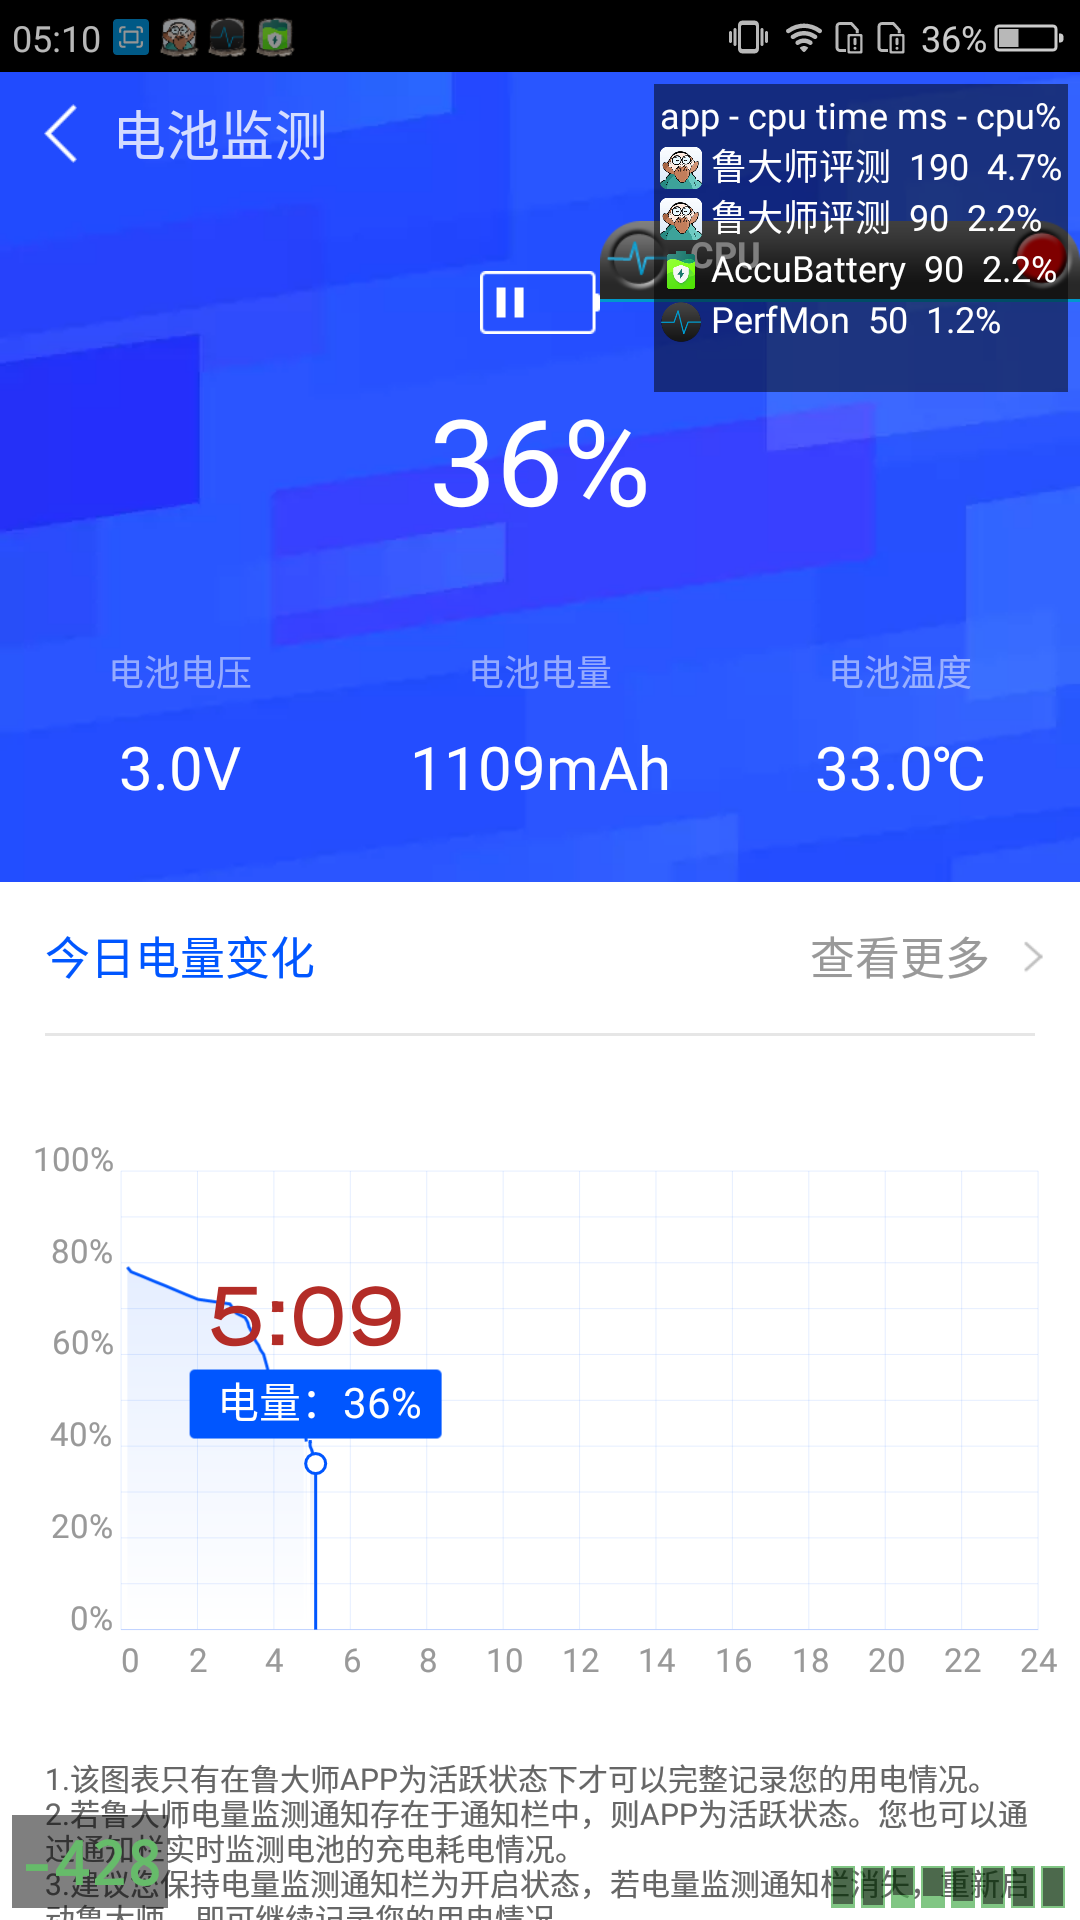 05:10 36%
电池监测
app - cpu time ms - cpu%
鲁大师评测 190 4.7%
鲁大师评测 90 2.2%
CPU
AccuBattery 90 2.2%
PerfMon 50 1.2%
36%
电池电压 电池电量 电池温度
3.0V 1109mAh 33.0℃
今日电量变化 查看更多
100%
80%
5:09
60%
电量：36%
40%
20%
0%
0 2 4 6 8 10 12 14 16 18 20 22 24
1.该图表只有在鲁大师APP为活跃状态下才可以完整记录您的用电情况。
2.若鲁大师电量监测通知存在于通知栏中，则APP为活跃状态。您也可以通
过通知栏实时监测电池的充电耗电情况。
-428
3.建议您保持电量监测通知栏为开启状态，若电量监测通知栏消失，重新启
动鲁大师，即可继续记录您的用电情况